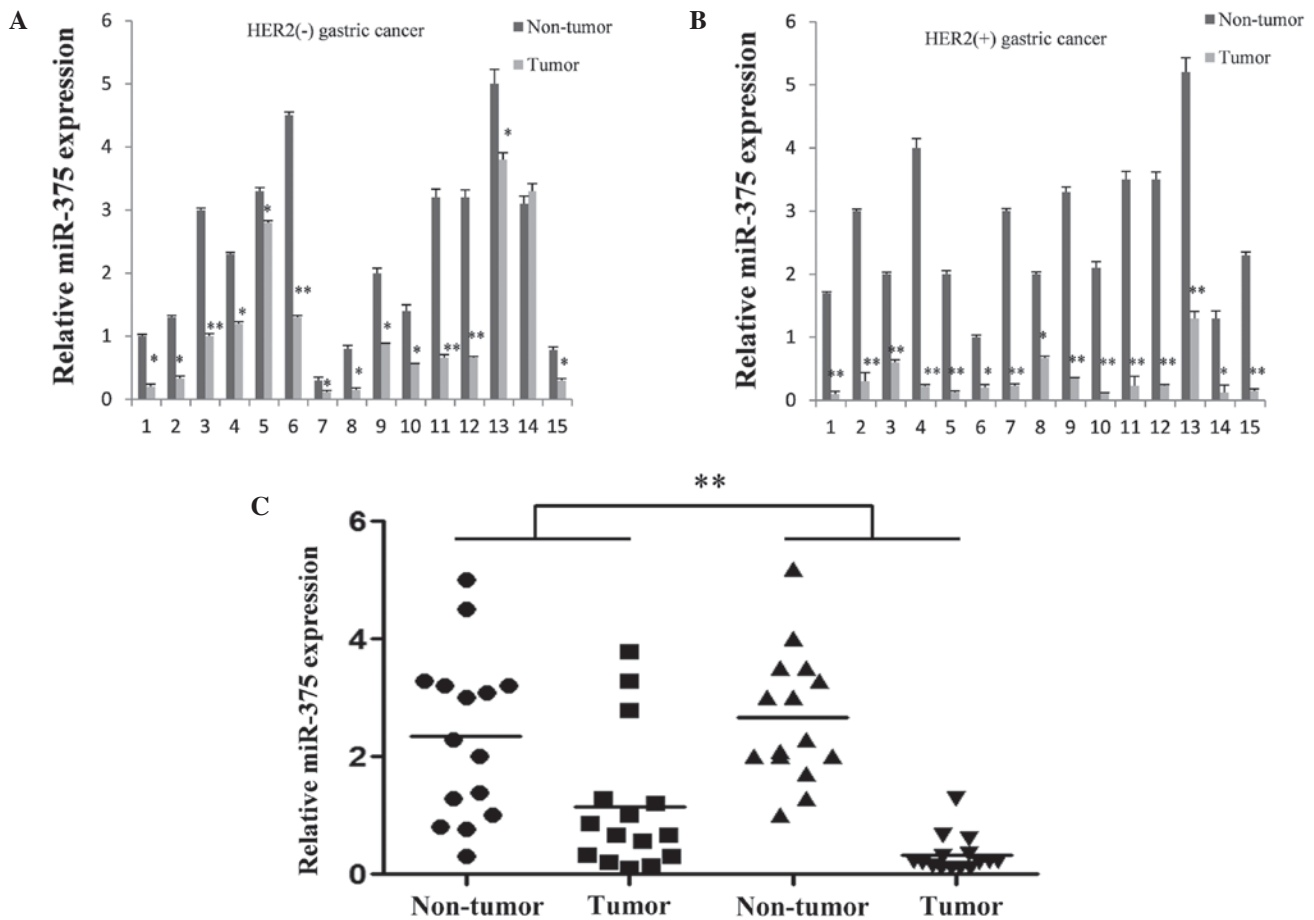 A
HER2(-) gastric cancer
Non-tumor
Tumor
Relative miR-375 expression
6
5
4
3
2
1
0
* * ** * * ** * * * * ** ** * *
1 2 3 4 5 6 7 8 9 10 11 12 13 14 15
B
HER2(+) gastric cancer
Non-tumor
Tumor
Relative miR-375 expression
6
5
4
3
2
1
0
** ** ** ** ** * ** * ** ** ** ** ** * **
1 2 3 4 5 6 7 8 9 10 11 12 13 14 15
C
**
Relative miR-375 expression
6
4
2
0
Non-tumor Tumor Non-tumor Tumor